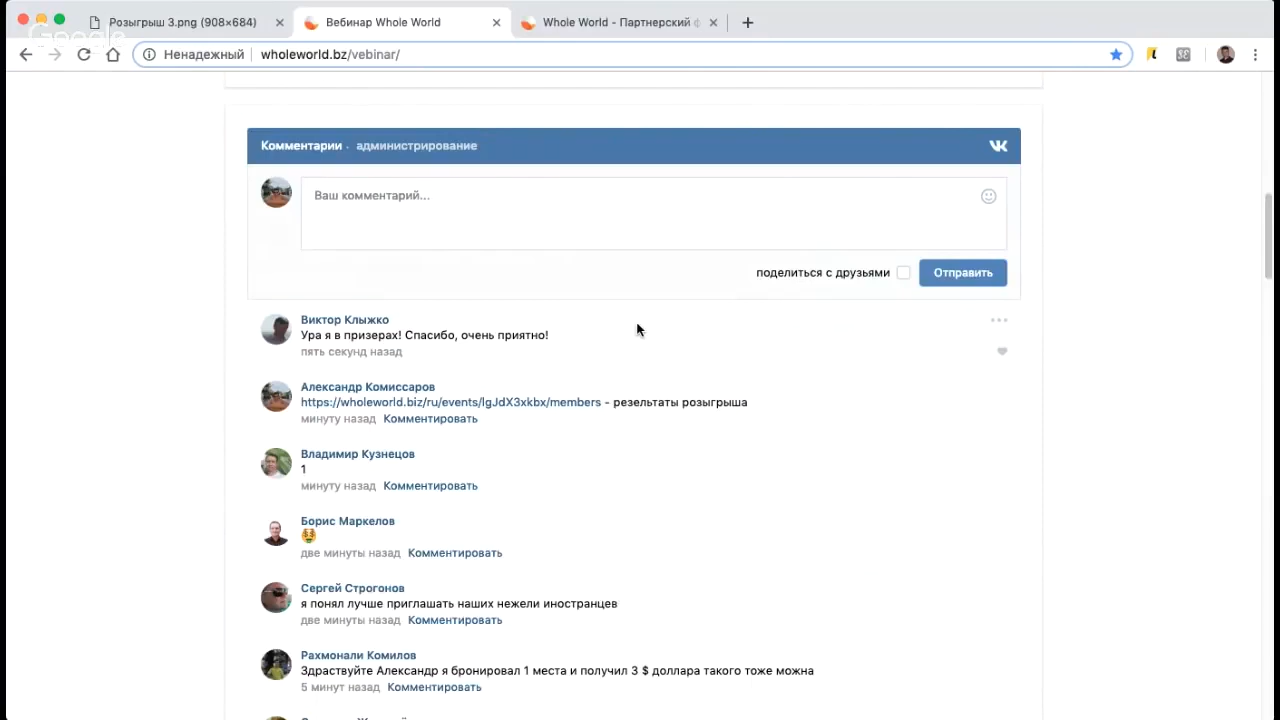 Розыгрыш 3.png (908×684)
Вебинар Whole World
Whole World - Партнерский ф
Google
Ненадежный
wholeworld.bz/vebinar/
Комментарии · администрирование
Ваш комментарий...
поделиться с друзьями
Отправить
Виктор Клыжко
Ура я в призерах! Спасибо, очень приятно!
пять секунд назад
Александр Комиссаров
https://wholeworld.biz/ru/events/lgJdX3xkbx/members - резельтаты розыгрыша
минуту назад Комментировать
Владимир Кузнецов
1
минуту назад Комментировать
Борис Маркелов
две минуты назад Комментировать
Сергей Строгонов
я понял лучше приглашать наших нежели иностранцев
две минуты назад Комментировать
Рахмонали Комилов
Здраствуйте Александр я бронировал 1 места и получил 3 $ доллара такого тоже можна
5 минут назад Комментировать